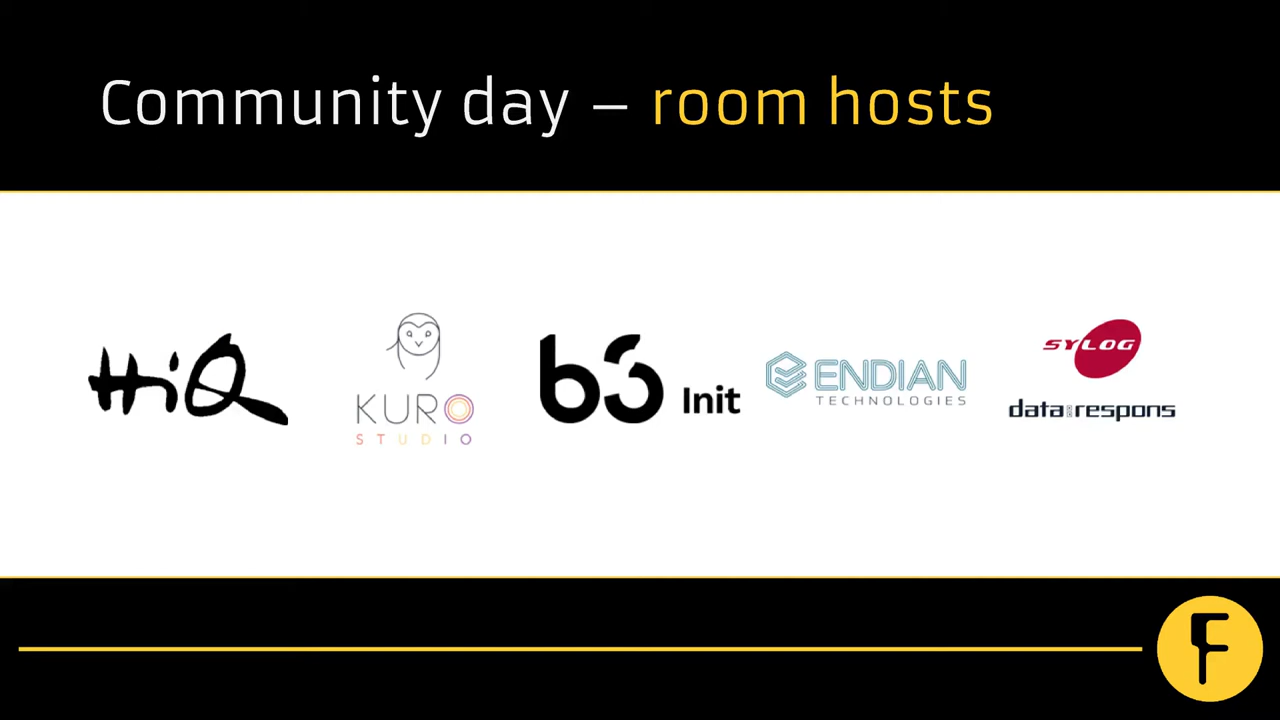 Community day – room hosts
HiQ
KURO
STUDIO
b3 Init
ENDIAN
TECHNOLOGIES
SYLOG
data respons
F